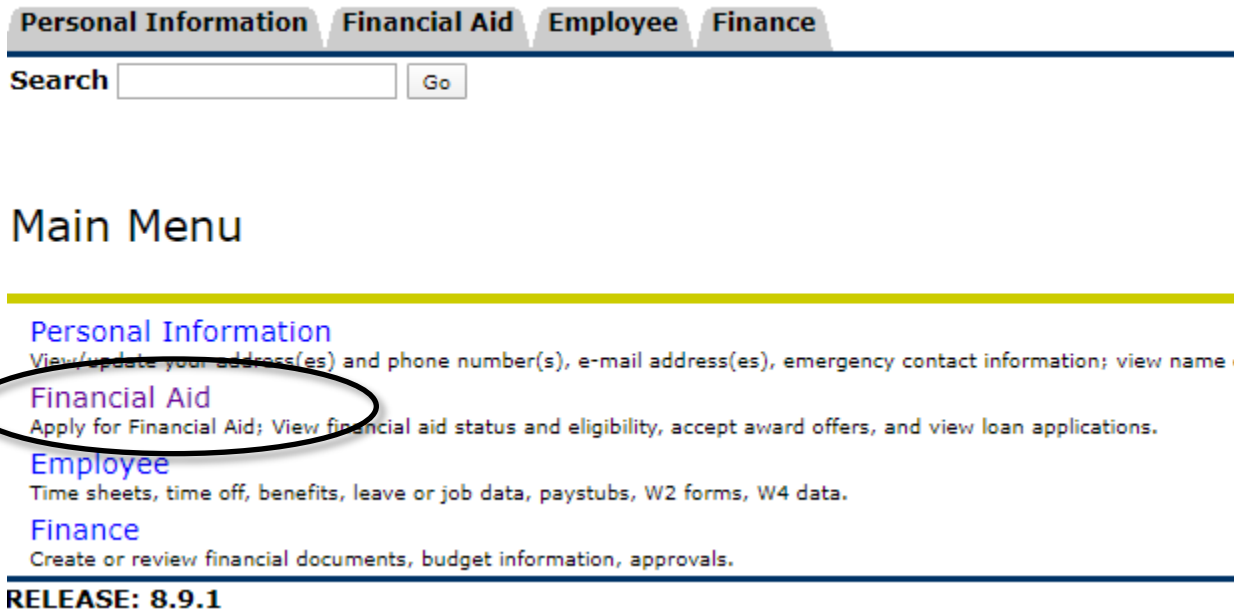 Personal Information Financial Aid Employee Finance
Search Go
Main Menu
Personal Information
View/update your address(es) and phone number(s), e-mail address(es), emergency contact information; view name
Financial Aid
Apply for Financial Aid; View financial aid status and eligibility, accept award offers, and view loan applications.
Employee
Time sheets, time off, benefits, leave or job data, paystubs, W2 forms, W4 data.
Finance
Create or review financial documents, budget information, approvals.
RELEASE: 8.9.1